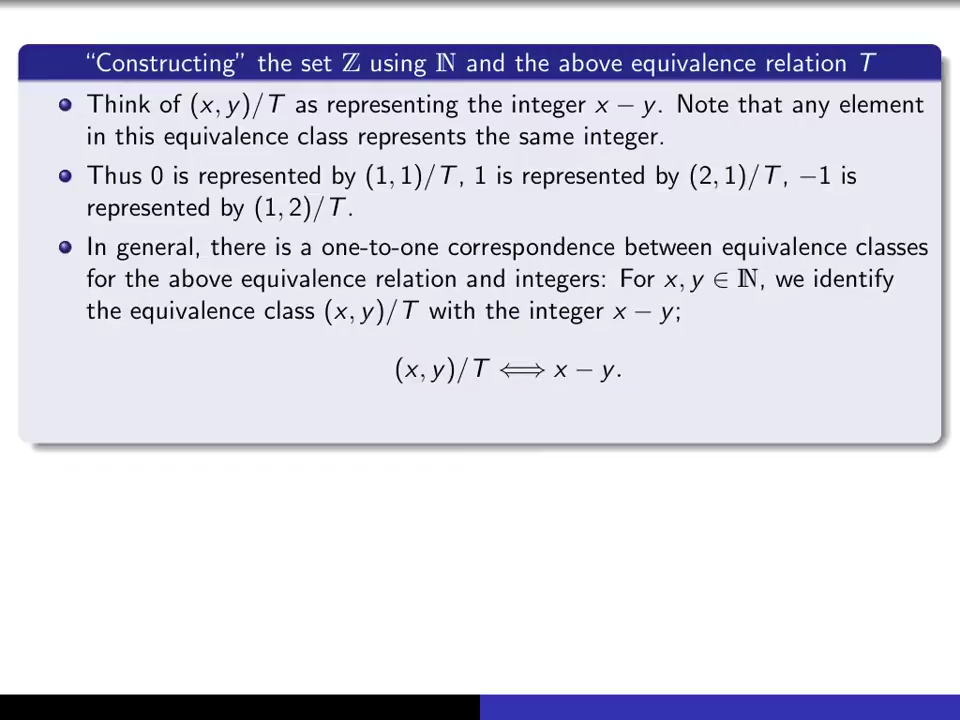 “Constructing” the set ℤ using ℕ and the above equivalence relation T
Think of (x, y)/T as representing the integer x − y. Note that any element
in this equivalence class represents the same integer.
Thus 0 is represented by (1, 1)/T, 1 is represented by (2, 1)/T, −1 is
represented by (1, 2)/T.
In general, there is a one-to-one correspondence between equivalence classes
for the above equivalence relation and integers: For x, y ∈ ℕ, we identify
the equivalence class (x, y)/T with the integer x − y;
(x, y)/T ⟺ x − y.